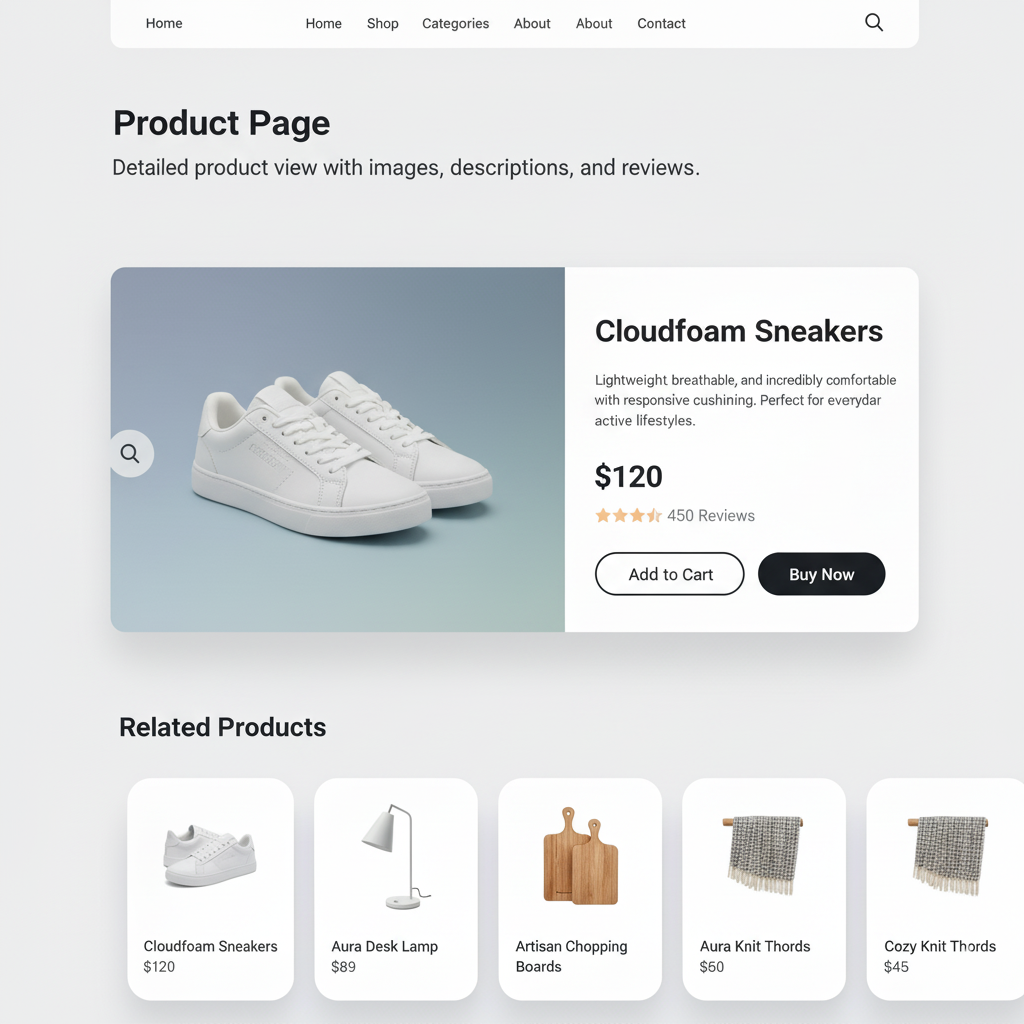 Home Home Shop Categories About About Contact
Product Page
Detailed product view with images, descriptions, and reviews.
Cloudfoam Sneakers
Lightweight breathable, and incredibly comfortable
with responsive cushining. Perfect for everydar
active lifestyles.
$120
450 Reviews
Add to Cart Buy Now
Related Products
Cloudfoam Sneakers
$120
Aura Desk Lamp
$89
Artisan Chopping
Boards
Aura Knit Thords
$60
Cozy Knit Thords
$45